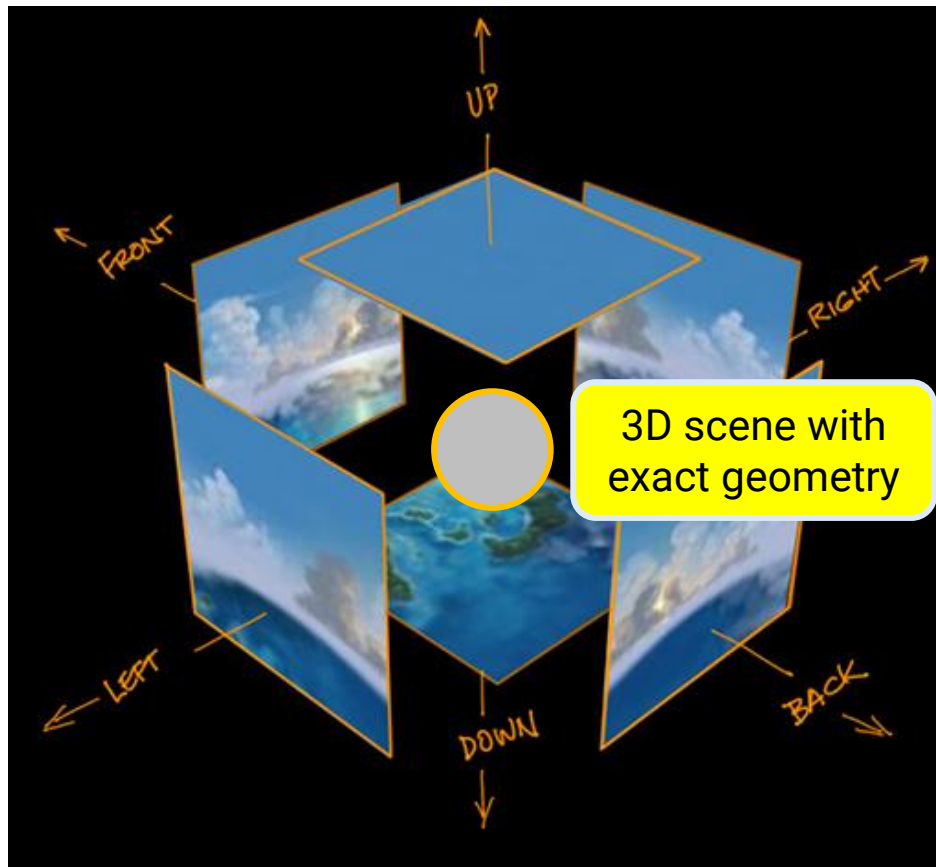 UP
FRONT
RIGHT
3D scene with
exact geometry
LEFT
BACK
DOWN